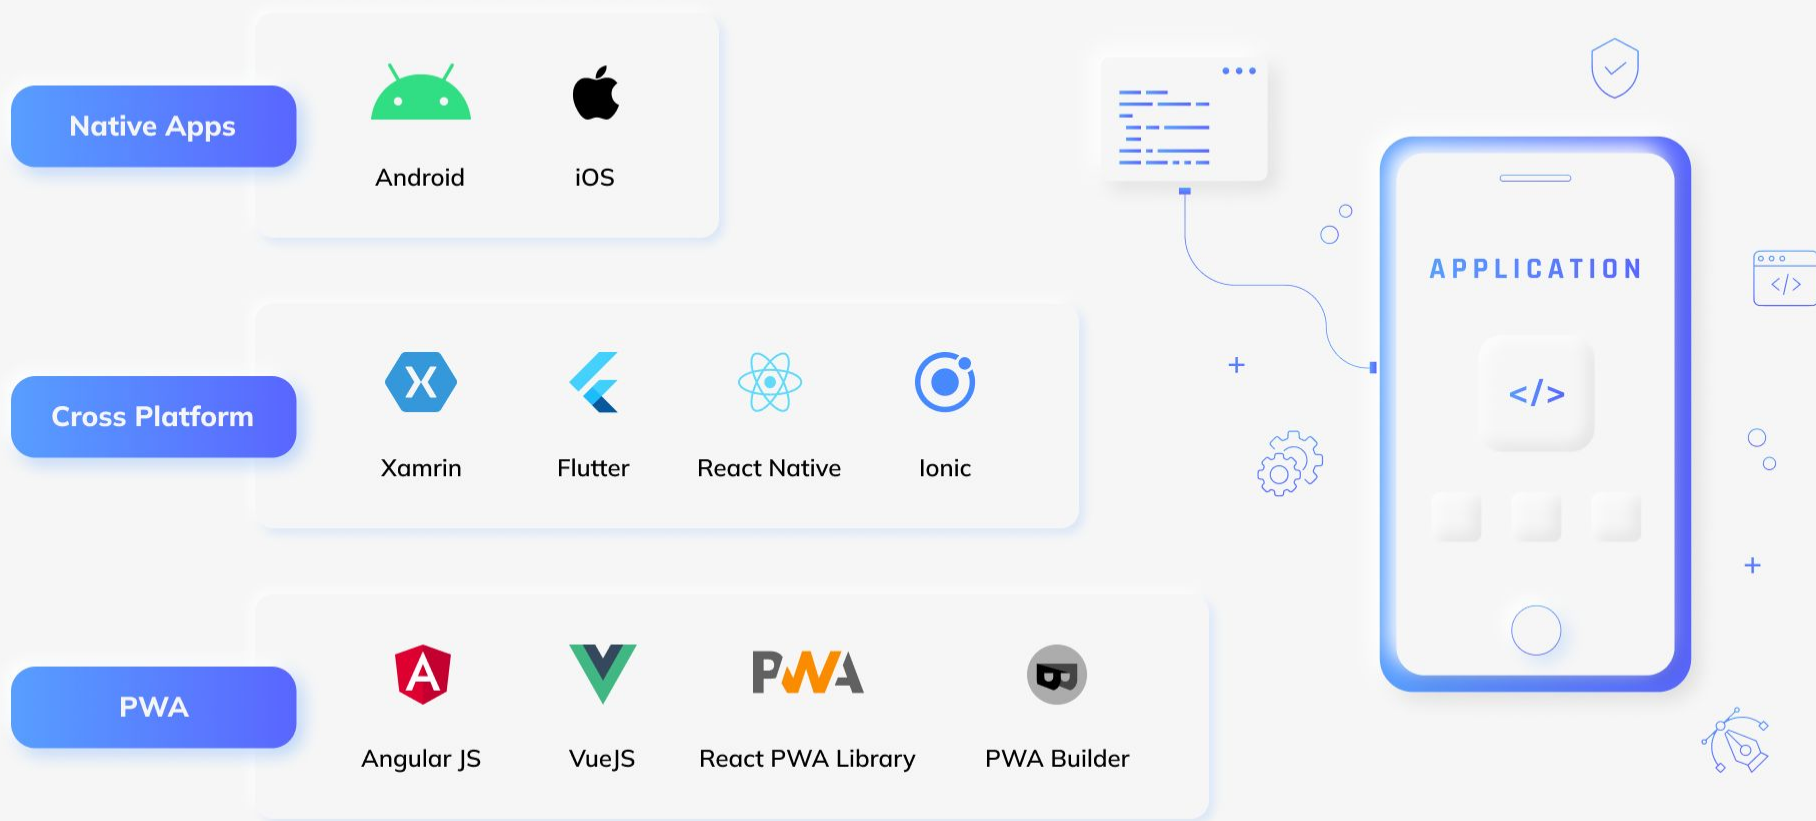 Native Apps
Android
iOS
Cross Platform
Xamrin
Flutter
React Native
Ionic
PWA
Angular JS
VueJS
PWA
React PWA Library
B
PWA Builder
APPLICATION
</>
</>